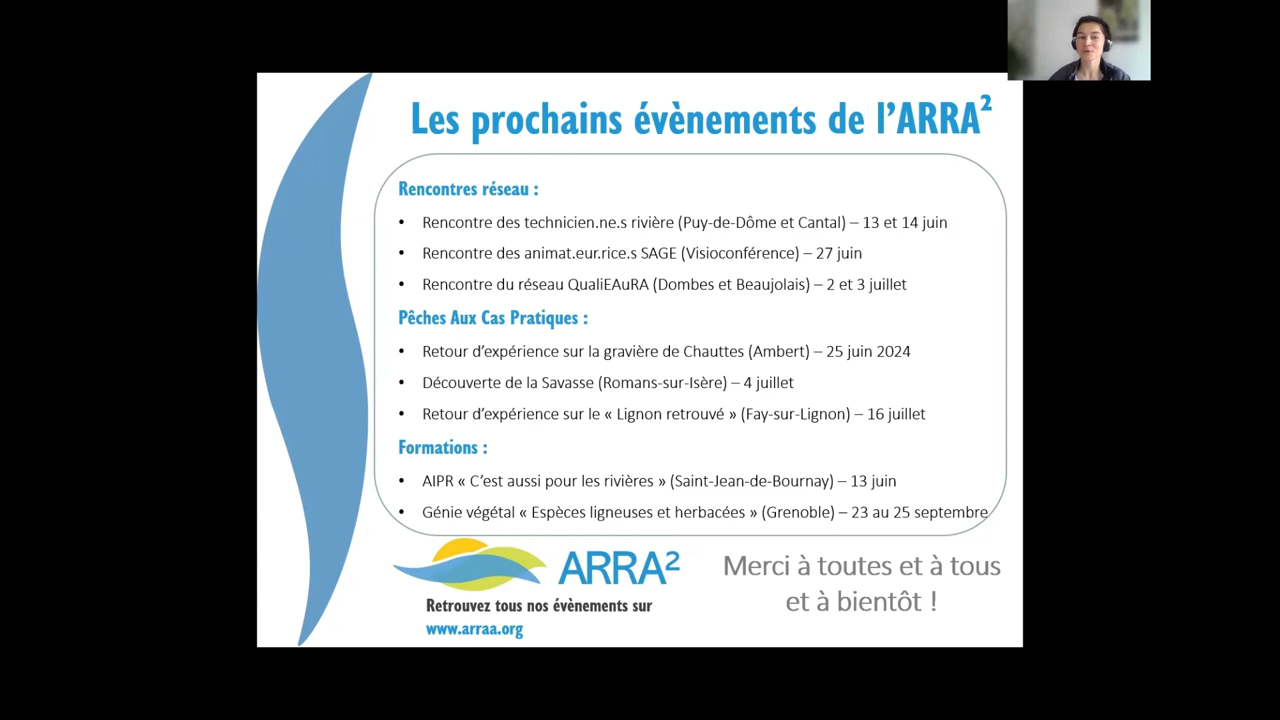 Les prochains évènements de l'ARRA²
Rencontres réseau :
• Rencontre des technicien.ne.s rivière (Puy-de-Dôme et Cantal) – 13 et 14 juin
• Rencontre des animat.eur.rice.s SAGE (Visioconférence) – 27 juin
• Rencontre du réseau QualiEAuRA (Dombes et Beaujolais) – 2 et 3 juillet
Pêches Aux Cas Pratiques :
• Retour d'expérience sur la gravière de Chauttes (Ambert) – 25 juin 2024
• Découverte de la Savasse (Romans-sur-Isère) – 4 juillet
• Retour d'expérience sur le « Lignon retrouvé » (Fay-sur-Lignon) – 16 juillet
Formations :
• AIPR « C'est aussi pour les rivières » (Saint-Jean-de-Bournay) – 13 juin
• Génie végétal « Espèces ligneuses et herbacées » (Grenoble) – 23 au 25 septembre
ARRA²
Retrouvez tous nos évènements sur
www.arraa.org
Merci à toutes et à tous
et à bientôt !